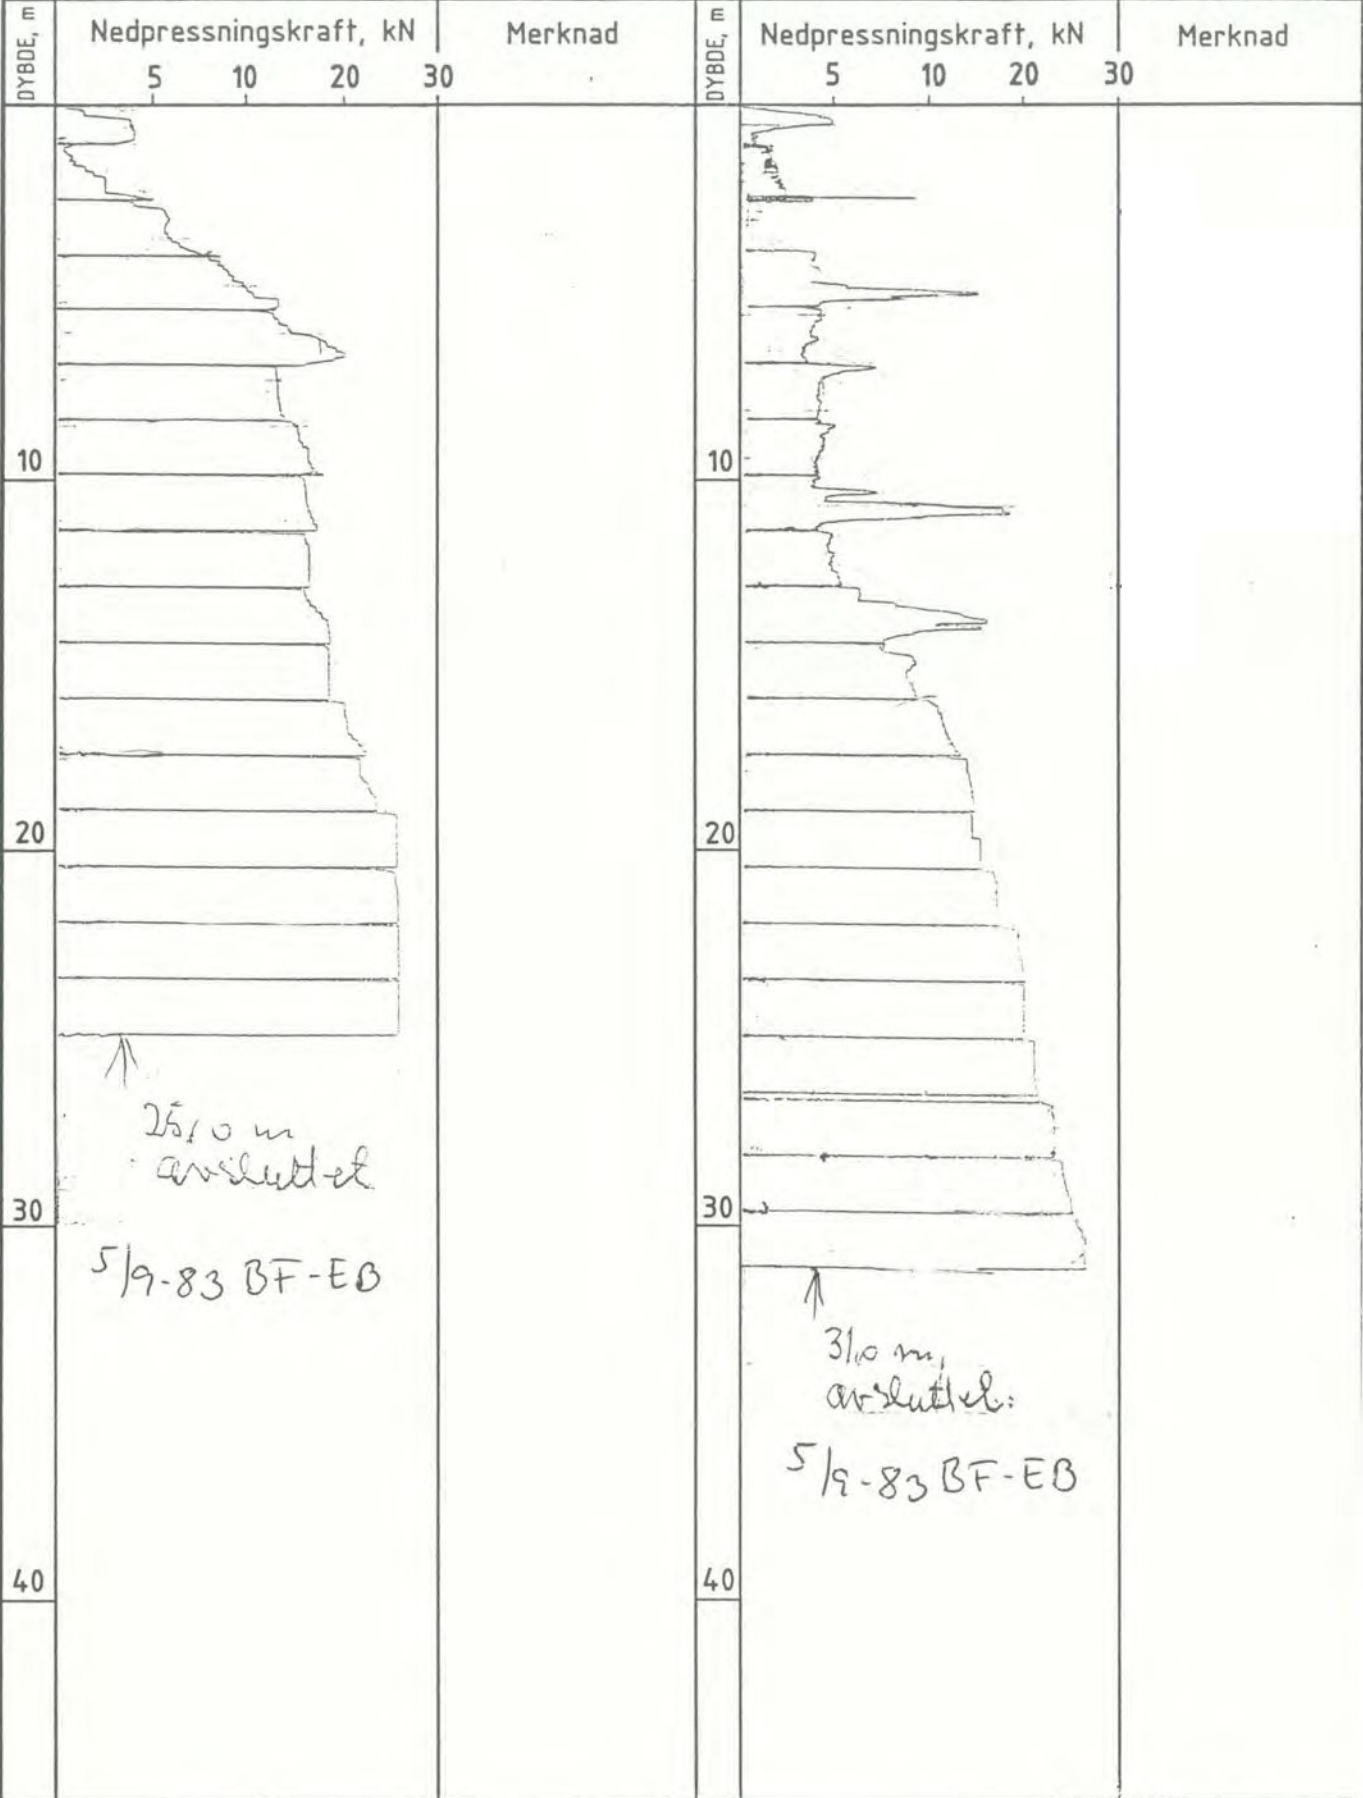 DYBDE, m
Nedpressningskraft, kN
Merknad
5 10 20 30
10
20
25,0 m
avsluttet
30
5/9-83 BF-EB
40
DYBDE, m
Nedpressningskraft, kN
Merknad
5 10 20 30
10
20
30
31,0 m,
avsluttet.
5/9-83 BF-EB
40